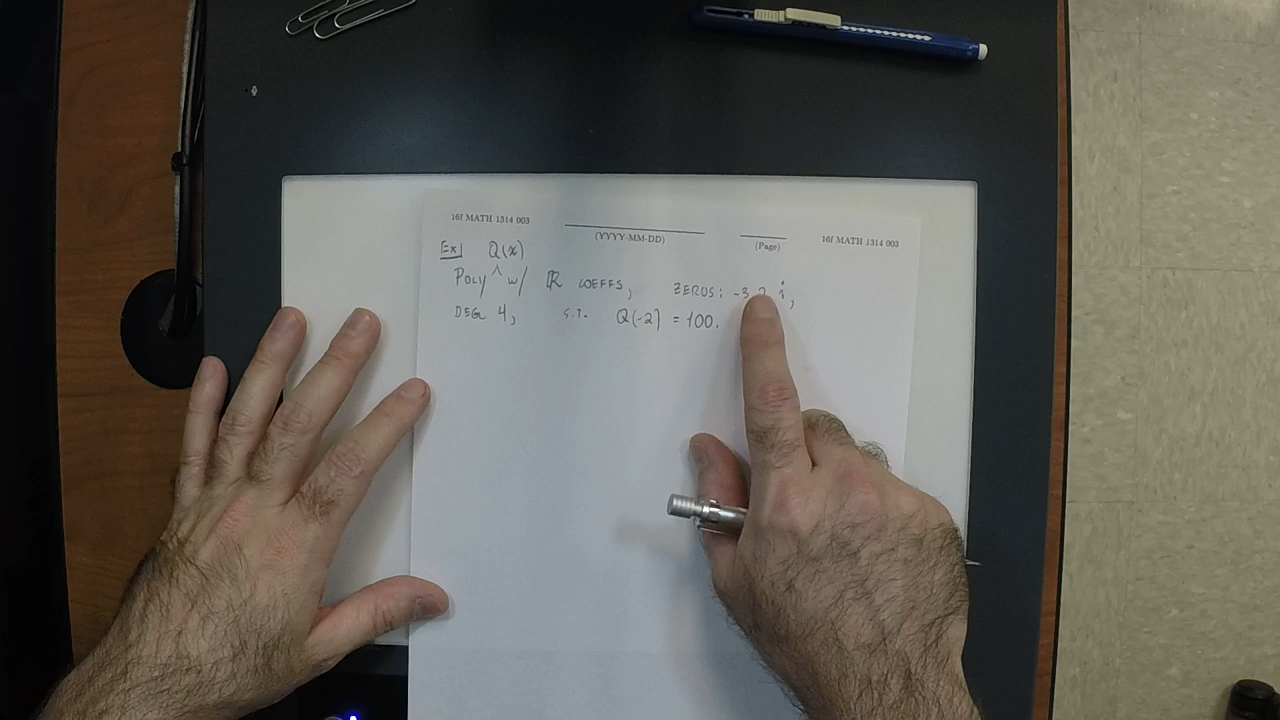 16f MATH 1314 003
(YYYY-MM-DD)
(Page)
16f MATH 1314 003
Ex] Q(x)
POLY ^ w/ ℝ COEFFS, ZEROS: -3, 2, i,
DEG 4, S.T. Q(-2) = 100.